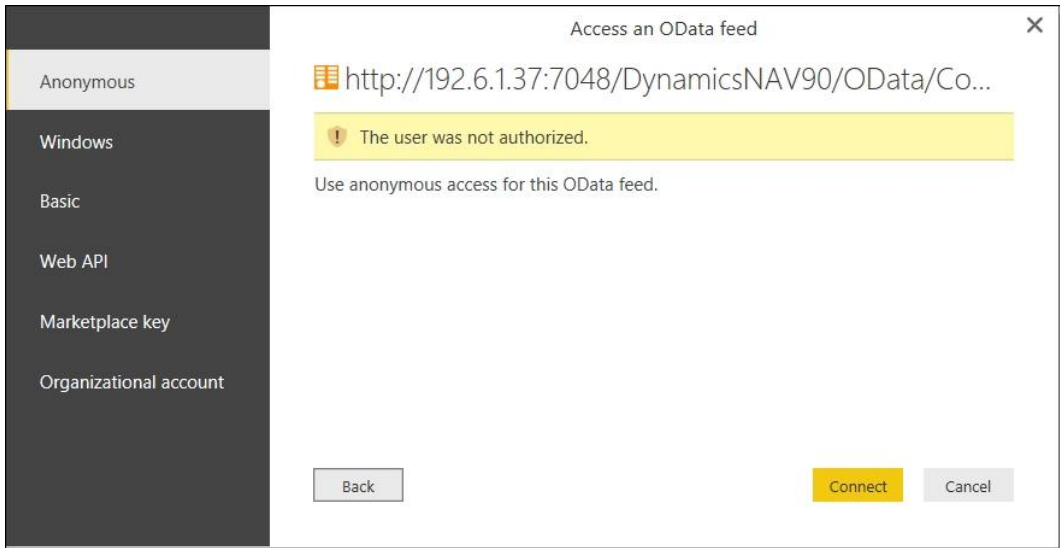 Access an OData feed
Anonymous
Windows
Basic
Web API
Marketplace key
Organizational account
http://192.6.1.37:7048/DynamicsNAV90/OData/Co...
The user was not authorized.
Use anonymous access for this OData feed.
Back
Connect
Cancel